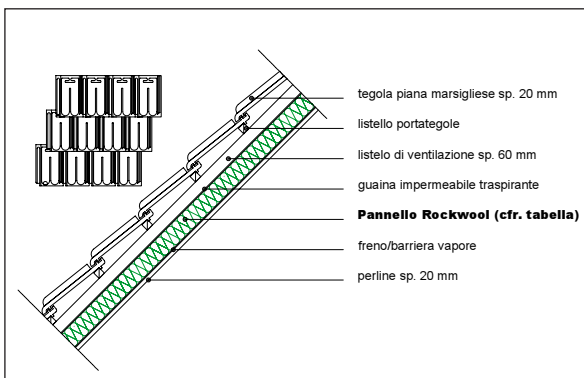 tegola piana marsigliese sp. 20 mm
listello portategole
listelo di ventilazione sp. 60 mm
guaina impermeabile traspirante
Pannello Rockwool (cfr. tabella)
freno/barriera vapore
perline sp. 20 mm